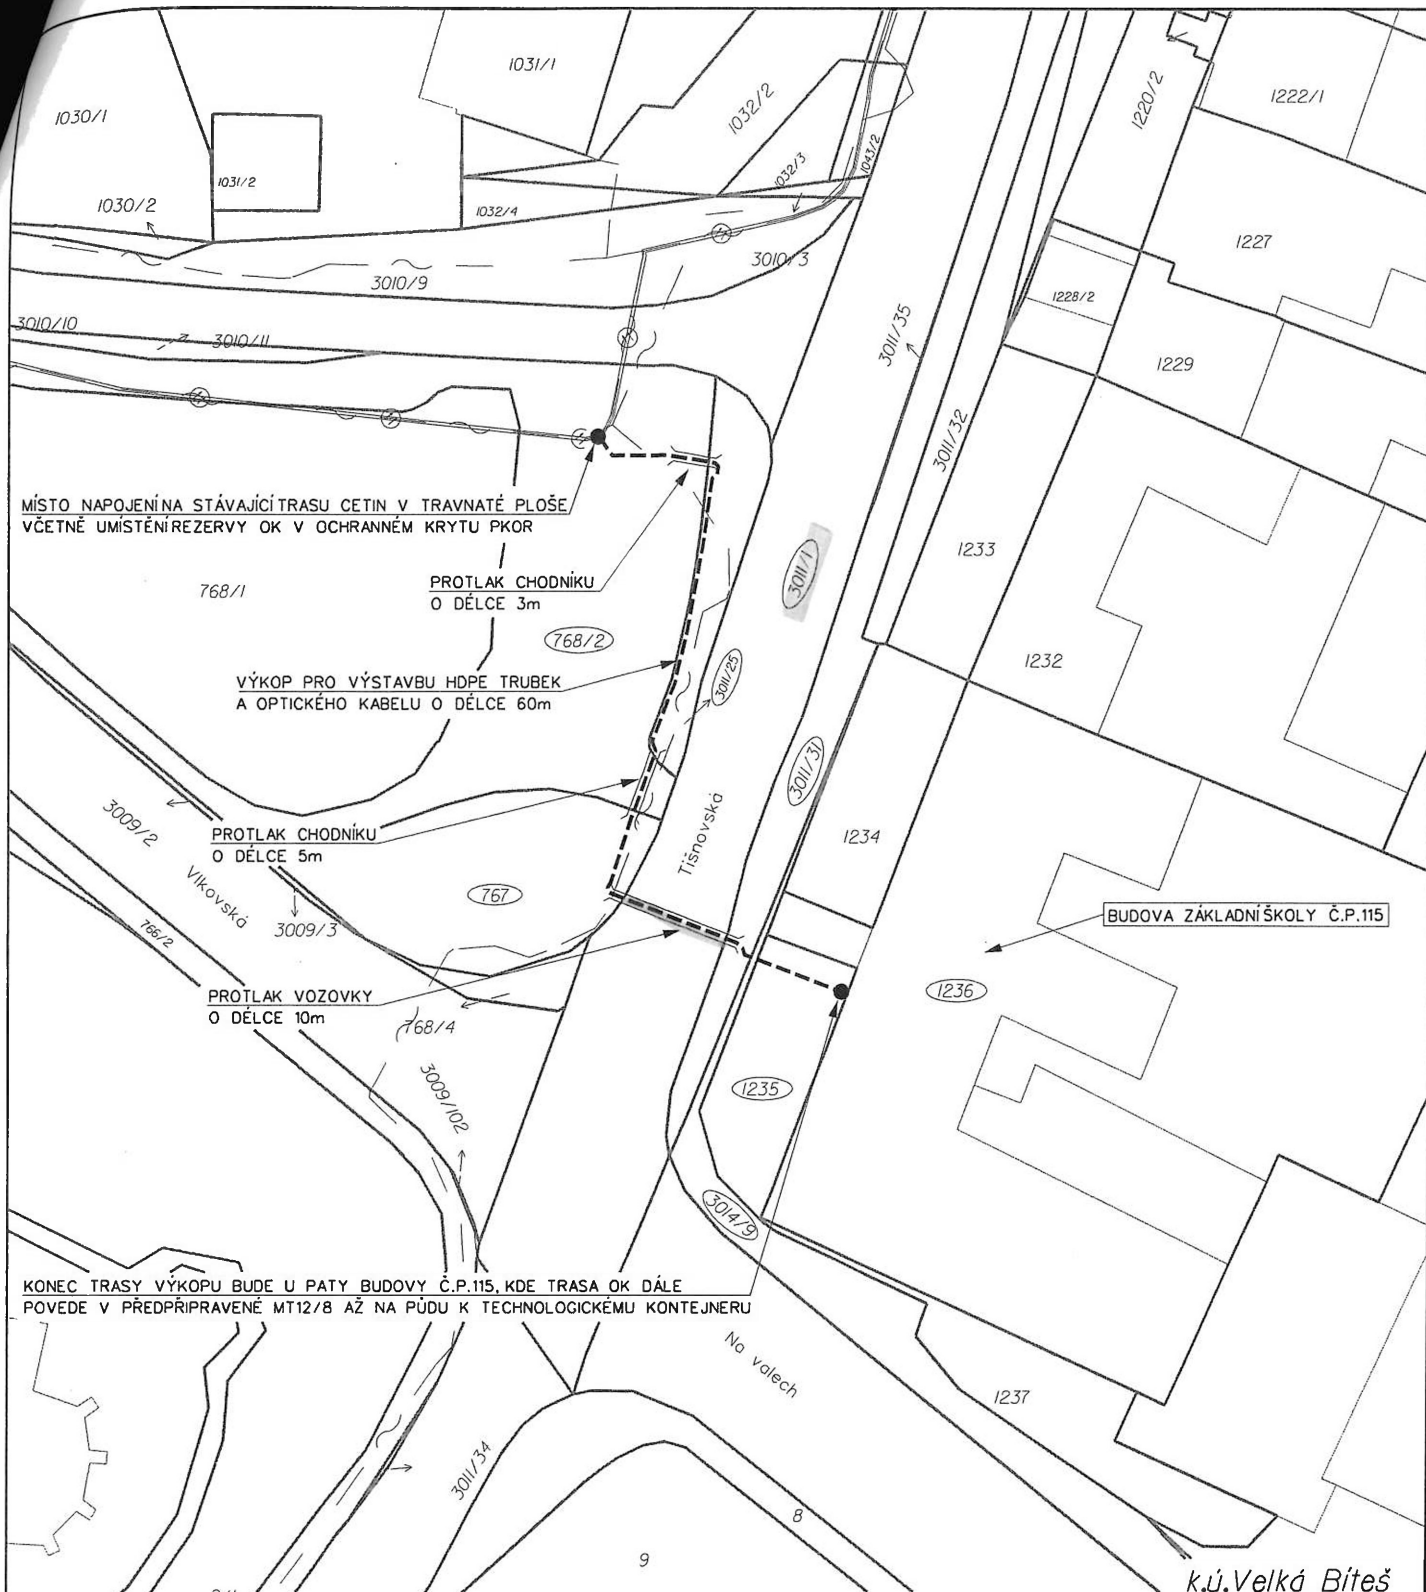 1031/1
1032/2
1220/2
1222/1
1030/1
1031/2
1032/3
1043/2
1030/2
1032/4
1227
3010/9
3010/3
1228/2
3010/10
3010/11
3011/35
1229
3011/32
MÍSTO NAPOJENÍ NA STÁVAJÍCÍ TRASU CETIN V TRAVNATÉ PLOŠE
VČETNĚ UMÍSTĚNÍ REZERVY OK V OCHRANNÉM KRYTU PKOR
1233
768/1
PROTLAK CHODNÍKU
O DÉLCE 3m
3011/1
768/2
1232
VÝKOP PRO VÝSTAVBU HDPE TRUBEK
A OPTICKÉHO KABELU O DÉLCE 60m
3011/25
3011/31
3009/2
PROTLAK CHODNÍKU
O DÉLCE 5m
Tišnovská
1234
Vlkovská
767
BUDOVA ZÁKLADNÍ ŠKOLY Č.P.115
766/2
3009/3
PROTLAK VOZOVKY
O DÉLCE 10m
1236
768/4
3009/102
1235
3014/9
KONEC TRASY VÝKOPU BUDE U PATY BUDOVY Č.P.115, KDE TRASA OK DÁLE
POVEDE V PŘEDPŘIPRAVENÉ MT12/8 AŽ NA PŮDU K TECHNOLOGICKÉMU KONTEJNERU
Na valech
1237
3011/34
8
9
k.ú.Velká Bíteš